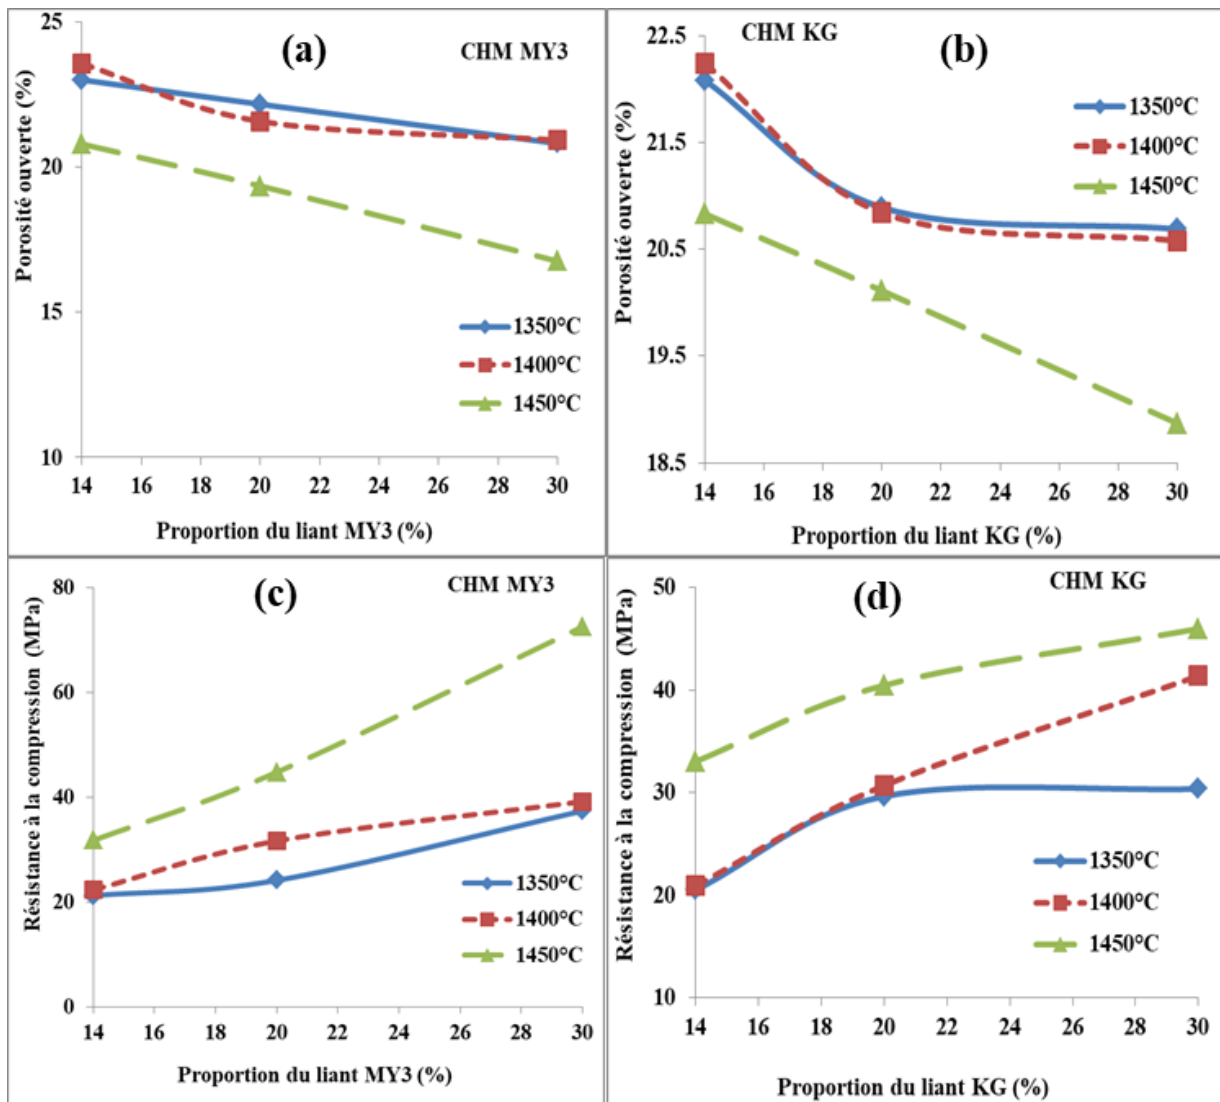 (a)
CHM MY3
Porosité ouverte (%)
25
20
15
10
1350°C
1400°C
1450°C
14 16 18 20 22 24 26 28 30
Proportion du liant MY3 (%)
(b)
CHM KG
Porosité ouverte (%)
22.5
21.5
20.5
19.5
18.5
1350°C
1400°C
1450°C
14 16 18 20 22 24 26 28 30
Proportion du liant KG (%)
(c)
CHM MY3
Résistance à la compression (MPa)
80
60
40
20
0
1350°C
1400°C
1450°C
14 16 18 20 22 24 26 28 30
Proportion du liant MY3 (%)
(d)
CHM KG
Résistance à la compression (MPa)
50
40
30
20
10
1350°C
1400°C
1450°C
14 16 18 20 22 24 26 28 30
Proportion du liant KG (%)